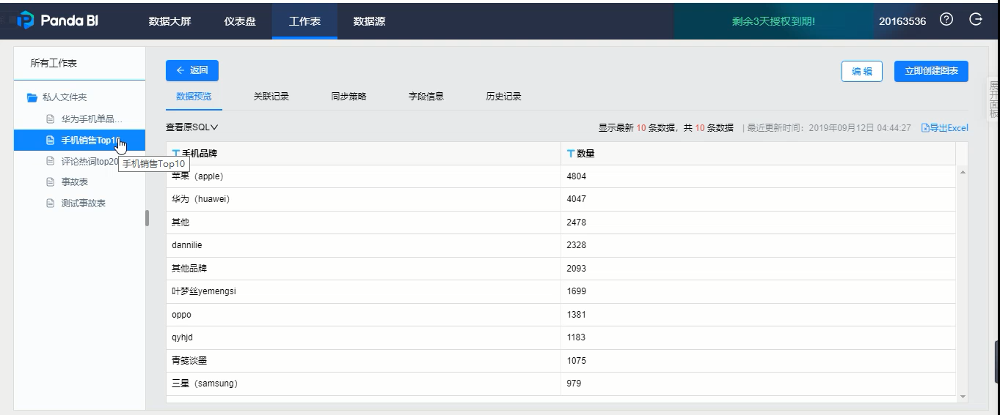 Panda BI 数据大屏 仪表盘 工作表 数据源 剩余3天授权到期! 20163536
所有工作表
私人文件夹
华为手机单品...
手机销售Top10
评论热词top20
事故表
测试事故表
手机销售Top10
返回
编 辑 立即创建图表
数据预览 关联记录 同步策略 字段信息 历史记录
展开面板
查看原SQL 显示最新 10 条数据，共 10 条数据 | 最近更新时间：2019年09月12日 04:44:27 导出Excel
T 手机品牌 T 数量
苹果（apple） 4804
华为（huawei） 4047
其他 2478
dannilie 2328
其他品牌 2093
叶梦丝yemengsi 1699
oppo 1381
qyhjd 1183
青笺谈墨 1075
三星（samsung） 979